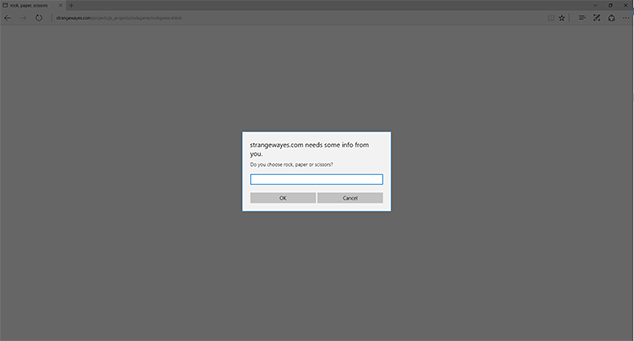 rock, paper, scissors
strangewayes.com
strangewayes.com needs some info from
you.
Do you choose rock, paper or scissors?
OK
Cancel